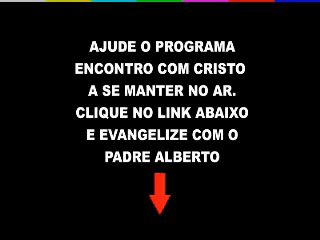 AJUDE O PROGRAMA
ENCONTRO COM CRISTO
A SE MANTER NO AR.
CLIQUE NO LINK ABAIXO
E EVANGELIZE COM O
PADRE ALBERTO